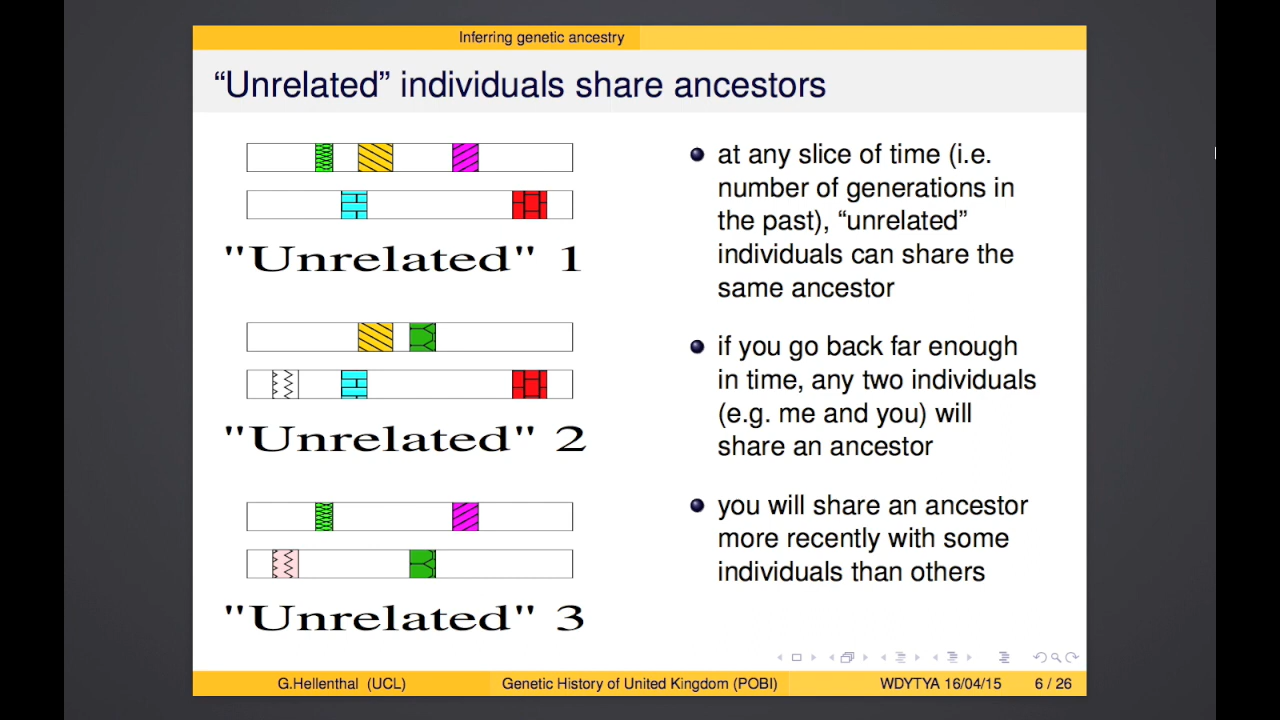 Inferring genetic ancestry
“Unrelated” individuals share ancestors
"Unrelated" 1
"Unrelated" 2
"Unrelated" 3
at any slice of time (i.e.
number of generations in
the past), “unrelated”
individuals can share the
same ancestor
if you go back far enough
in time, any two individuals
(e.g. me and you) will
share an ancestor
you will share an ancestor
more recently with some
individuals than others
G.Hellenthal (UCL) Genetic History of United Kingdom (POBI) WDYTYA 16/04/15 6 / 26